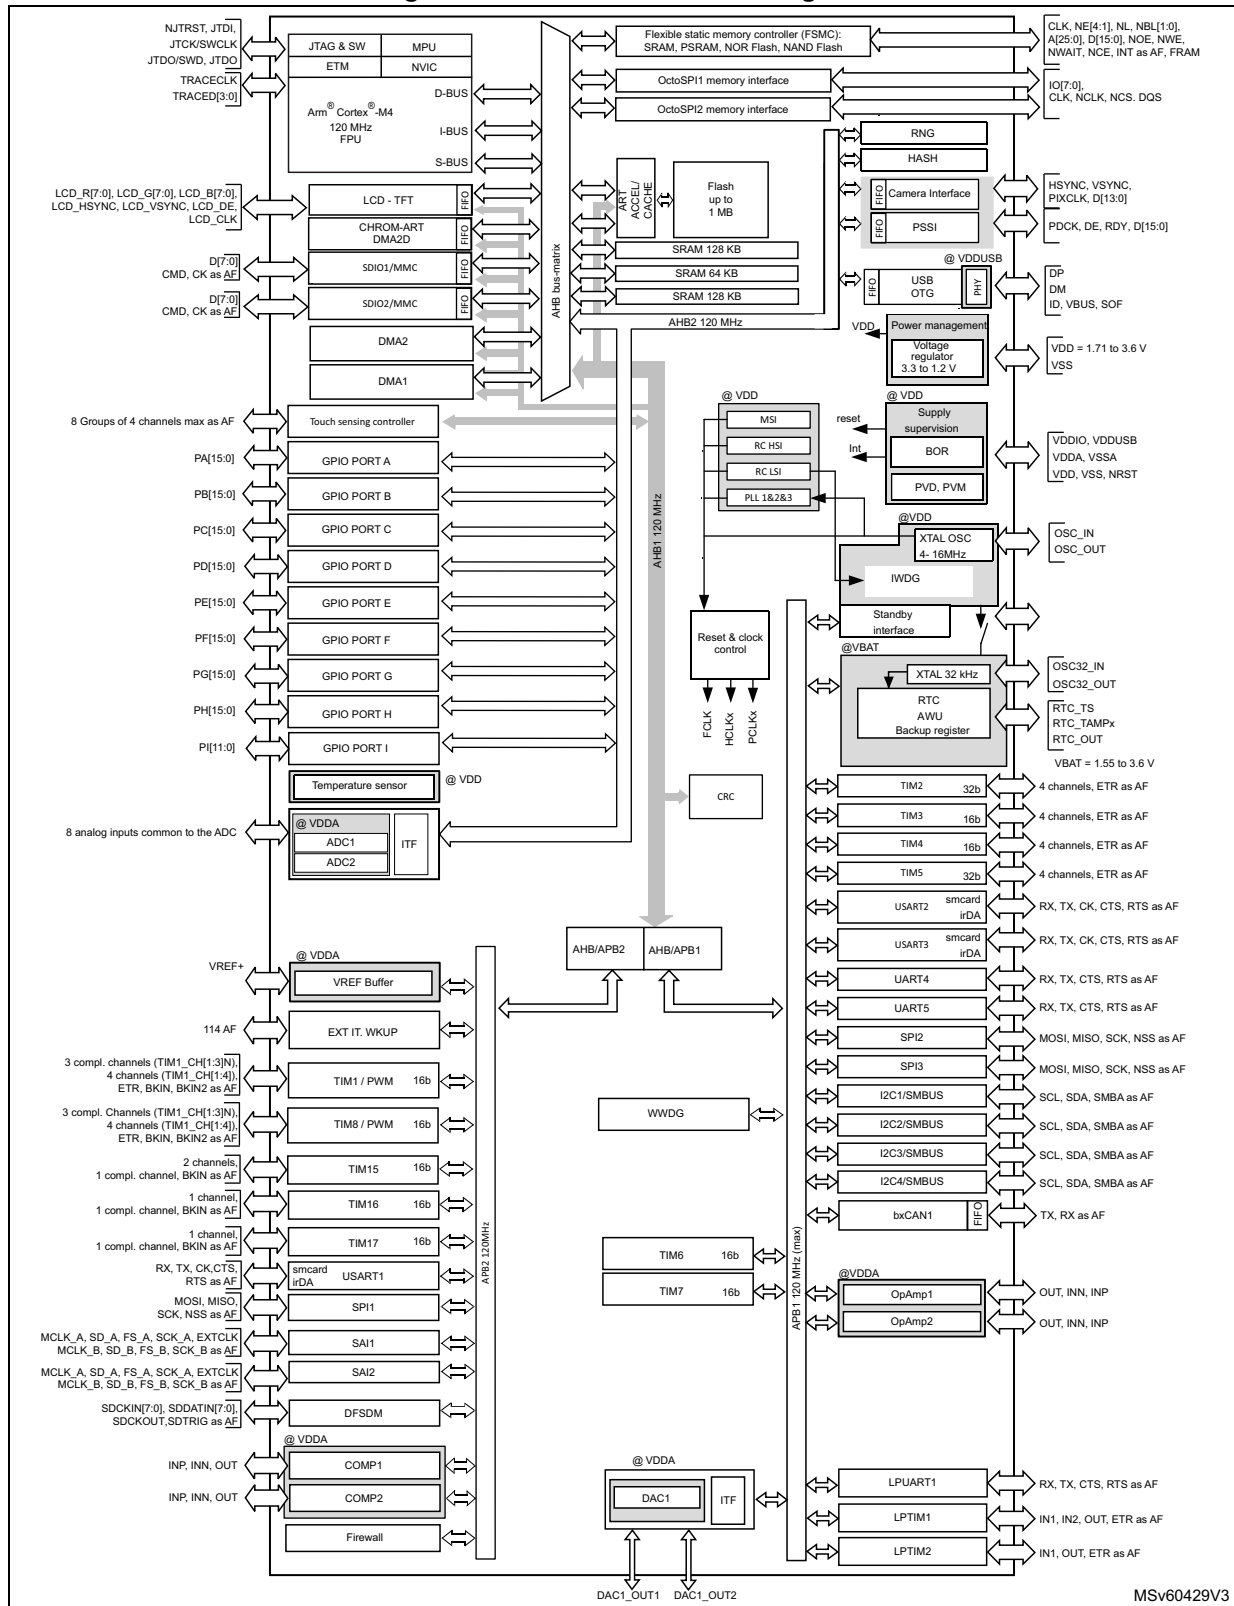 NJTRST, JTDI,
JTCK/SWCLK
JTDO/SWD, JTDO
TRACECLK
TRACED[3:0]
JTAG & SW
MPU
ETM
NVIC
Arm® Cortex®-M4
120 MHz
FPU
D-BUS
I-BUS
S-BUS
LCD_R[7:0], LCD_G[7:0], LCD_B[7:0],
LCD_HSYNC, LCD_VSYNC, LCD_DE,
LCD_CLK
LCD - TFT
FIFO
CHROM-ART
DMA2D
FIFO
D[7:0]
CMD, CK as AF
SDIO1/MMC
FIFO
D[7:0]
CMD, CK as AF
SDIO2/MMC
FIFO
DMA2
DMA1
AHB bus-matrix
Flexible static memory controller (FSMC):
SRAM, PSRAM, NOR Flash, NAND Flash
CLK, NE[4:1], NL, NBL[1:0],
A[25:0], D[15:0], NOE, NWE,
NWAIT, NCE, INT as AF, FRAM
OctoSPI1 memory interface
OctoSPI2 memory interface
IO[7:0],
CLK, NCLK, NCS. DQS
ART
ACCEL/
CACHE
Flash
up to
1 MB
SRAM 128 KB
SRAM 64 KB
SRAM 128 KB
AHB2 120 MHz
RNG
HASH
FIFO
Camera Interface
HSYNC, VSYNC,
PIXCLK, D[13:0]
FIFO
PSSI
PDCK, DE, RDY, D[15:0]
@ VDDUSB
FIFO
USB
OTG
PHY
DP
DM
ID, VBUS, SOF
VDD
Power management
Voltage
regulator
3.3 to 1.2 V
VDD = 1.71 to 3.6 V
VSS
@ VDD
MSI
RC HSI
RC LSI
PLL 1&2&3
@ VDD
reset
Int
Supply
supervision
BOR
PVD, PVM
VDDIO, VDDUSB
VDDA, VSSA
VDD, VSS, NRST
@VDD
XTAL OSC
4- 16MHz
IWDG
OSC_IN
OSC_OUT
Standby
interface
@VBAT
XTAL 32 kHz
RTC
AWU
Backup register
OSC32_IN
OSC32_OUT
RTC_TS
RTC_TAMPx
RTC_OUT
VBAT = 1.55 to 3.6 V
Reset & clock
control
FCLK
HCLKx
PCLKx
8 Groups of 4 channels max as AF
Touch sensing controller
PA[15:0]
GPIO PORT A
PB[15:0]
GPIO PORT B
PC[15:0]
GPIO PORT C
PD[15:0]
GPIO PORT D
PE[15:0]
GPIO PORT E
PF[15:0]
GPIO PORT F
PG[15:0]
GPIO PORT G
PH[15:0]
GPIO PORT H
PI[11:0]
GPIO PORT I
AHB1 120 MHz
Temperature sensor
@ VDD
8 analog inputs common to the ADC
@ VDDA
ADC1
ADC2
ITF
CRC
AHB/APB2
AHB/APB1
VREF+
@ VDDA
VREF Buffer
114 AF
EXT IT. WKUP
3 compl. channels (TIM1_CH[1:3]N),
4 channels (TIM1_CH[1:4]),
ETR, BKIN, BKIN2 as AF
TIM1 / PWM
16b
3 compl. Channels (TIM1_CH[1:3]N),
4 channels (TIM1_CH[1:4]),
ETR, BKIN, BKIN2 as AF
TIM8 / PWM
16b
2 channels,
1 compl. channel, BKIN as AF
TIM15
16b
1 channel,
1 compl. channel, BKIN as AF
TIM16
16b
1 channel,
1 compl. channel, BKIN as AF
TIM17
16b
RX, TX, CK,CTS,
RTS as AF
smcard
irDA
USART1
MOSI, MISO,
SCK, NSS as AF
SPI1
MCLK_A, SD_A, FS_A, SCK_A, EXTCLK
MCLK_B, SD_B, FS_B, SCK_B as AF
SAI1
MCLK_A, SD_A, FS_A, SCK_A, EXTCLK
MCLK_B, SD_B, FS_B, SCK_B as AF
SAI2
SDCKIN[7:0], SDDATIN[7:0],
SDCKOUT,SDTRIG as AF
DFSDM
@ VDDA
INP, INN, OUT
COMP1
INP, INN, OUT
COMP2
Firewall
APB2 120MHz
WWDG
TIM6
16b
TIM7
16b
@ VDDA
DAC1
ITF
DAC1_OUT1
DAC1_OUT2
APB1 120 MHz (max)
TIM2
32b
4 channels, ETR as AF
TIM3
16b
4 channels, ETR as AF
TIM4
16b
4 channels, ETR as AF
TIM5
32b
4 channels, ETR as AF
USART2
smcard
irDA
RX, TX, CK, CTS, RTS as AF
USART3
smcard
irDA
RX, TX, CK, CTS, RTS as AF
UART4
RX, TX, CTS, RTS as AF
UART5
RX, TX, CTS, RTS as AF
SPI2
MOSI, MISO, SCK, NSS as AF
SPI3
MOSI, MISO, SCK, NSS as AF
I2C1/SMBUS
SCL, SDA, SMBA as AF
I2C2/SMBUS
SCL, SDA, SMBA as AF
I2C3/SMBUS
SCL, SDA, SMBA as AF
I2C4/SMBUS
SCL, SDA, SMBA as AF
bxCAN1
FIFO
TX, RX as AF
@VDDA
OpAmp1
OUT, INN, INP
OpAmp2
OUT, INN, INP
LPUART1
RX, TX, CTS, RTS as AF
LPTIM1
IN1, IN2, OUT, ETR as AF
LPTIM2
IN1, OUT, ETR as AF
MSv60429V3